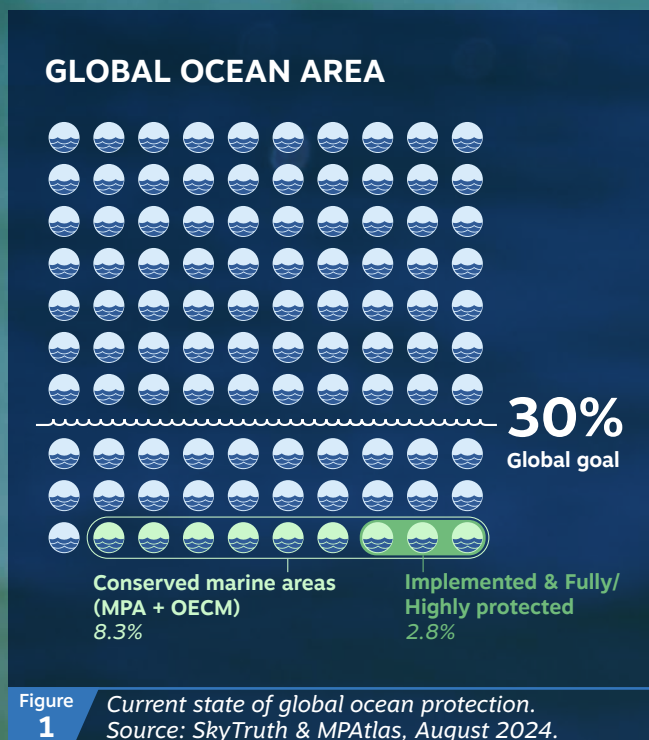 GLOBAL OCEAN AREA
30%
Global goal
Conserved marine areas
(MPA + OECM)
8.3%
Implemented & Fully/
Highly protected
2.8%
Figure
1
Current state of global ocean protection.
Source: SkyTruth & MPAtlas, August 2024.